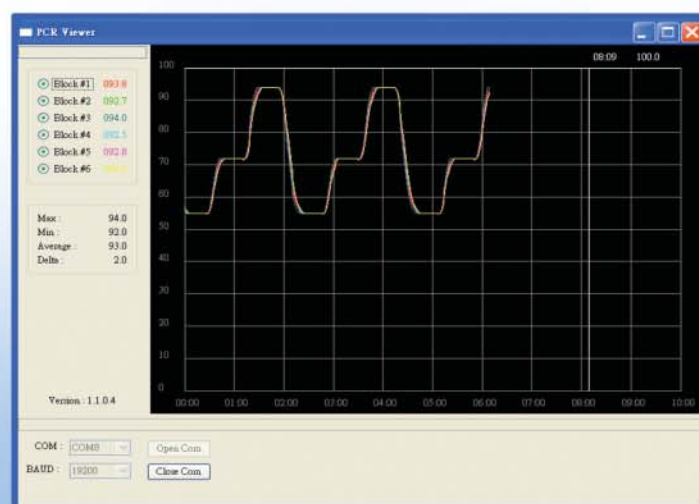 PCR Viewer
08:09 100.0
Block #1 093.8
Block #2 092.7
Block #3 094.0
Block #4 092.5
Block #5 092.8
Block #6
Max : 94.0
Min : 92.0
Average : 93.0
Delta : 2.0
Version : 1.1.0.4
100
90
80
70
60
50
40
30
20
10
0
00:00 01:00 02:00 03:00 04:00 05:00 06:00 07:00 08:00 09:00 10:00
COM : COM8 Open Com
BAUD : 19200 Close Com